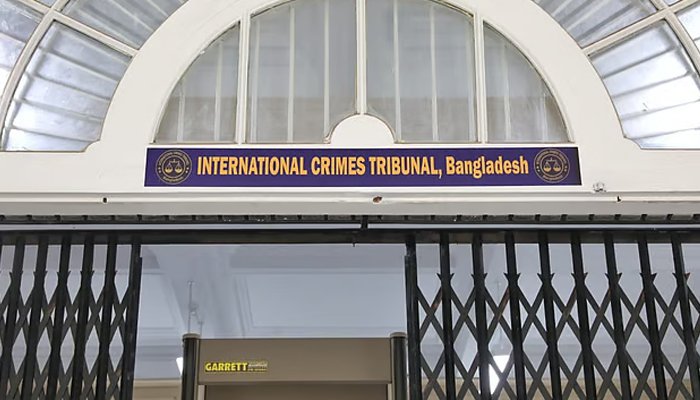 INTERNATIONAL CRIMES TRIBUNAL, Bangladesh
GARRETT